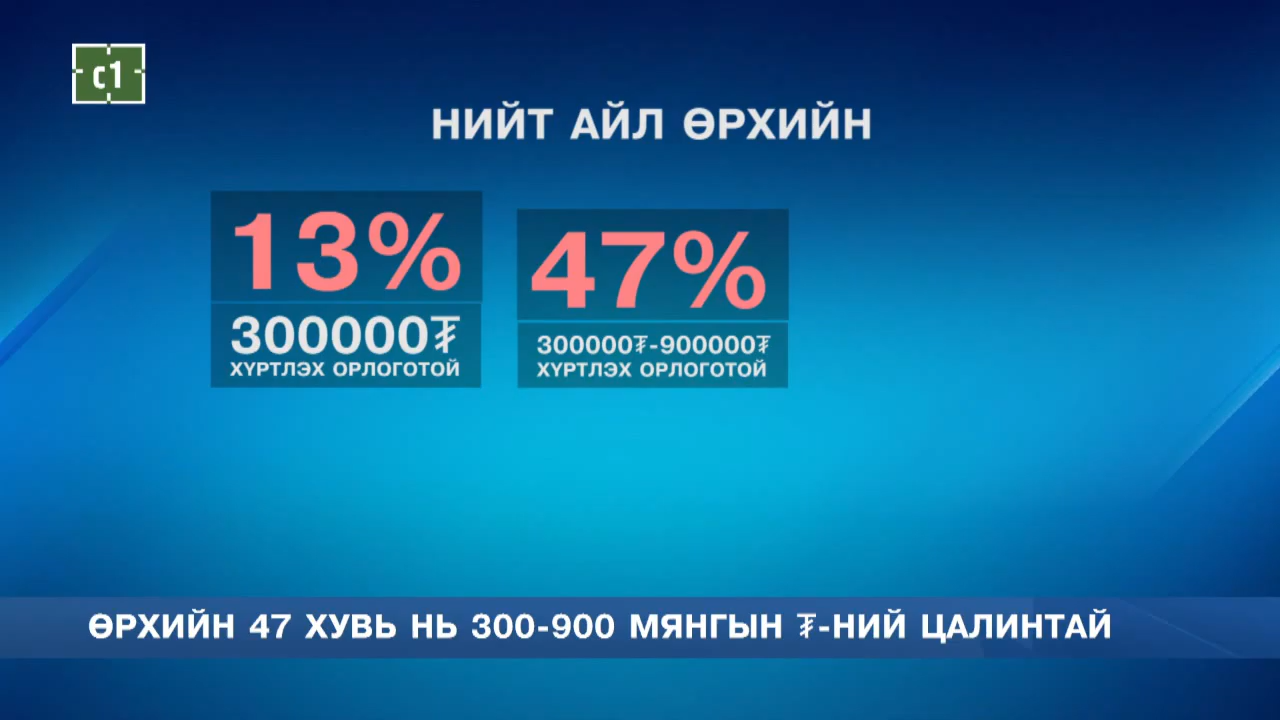 c1
НИЙТ АЙЛ ӨРХИЙН
13%
300000₮
ХҮРТЛЭХ ОРЛОГОТОЙ
47%
300000₮-900000₮
ХҮРТЛЭХ ОРЛОГОТОЙ
ӨРХИЙН 47 ХУВЬ НЬ 300-900 МЯНГЫН ₮-НИЙ ЦАЛИНТАЙ